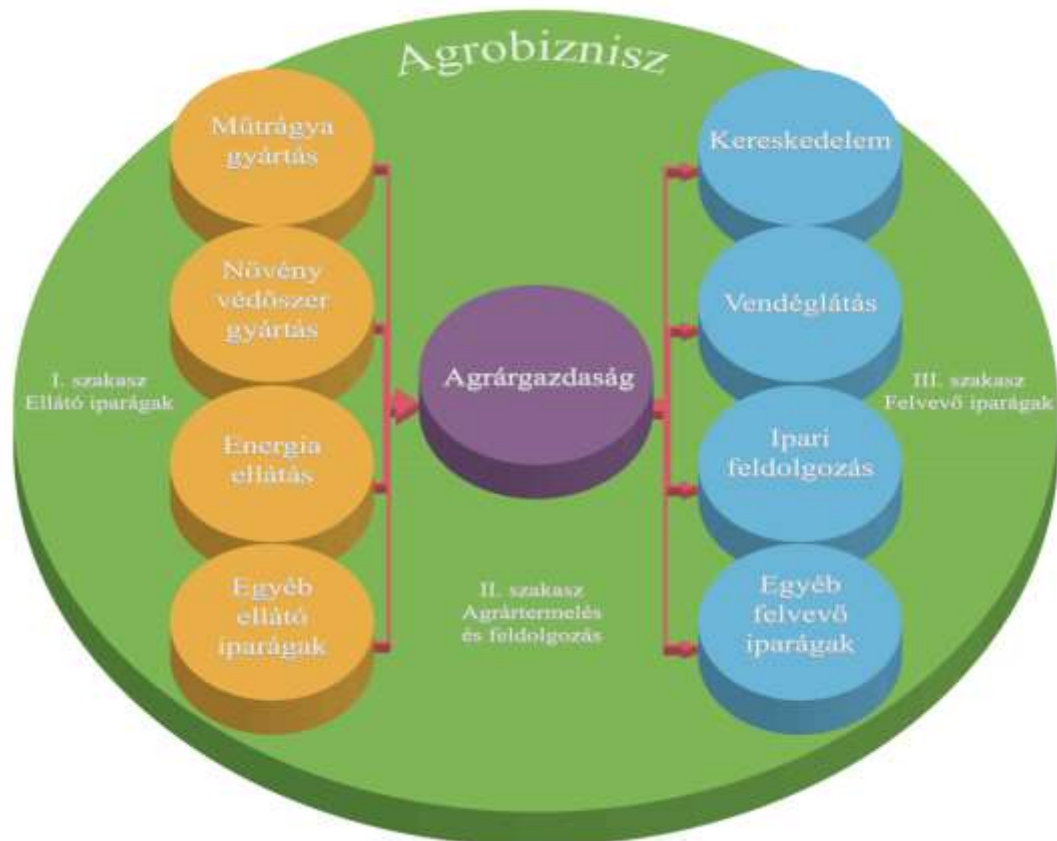 Agrobiznisz
Műtrágya
gyártás
Növény
védőszer
gyártás
Energia
ellátás
Egyéb
ellátó
iparágak
I. szakasz
Ellátó iparágak
Agrárgazdaság
II. szakasz
Agrártermelés
és feldolgozás
Kereskedelem
Vendéglátás
Ipari
feldolgozás
Egyéb
felvevő
iparágak
III. szakasz
Felvevő iparágak